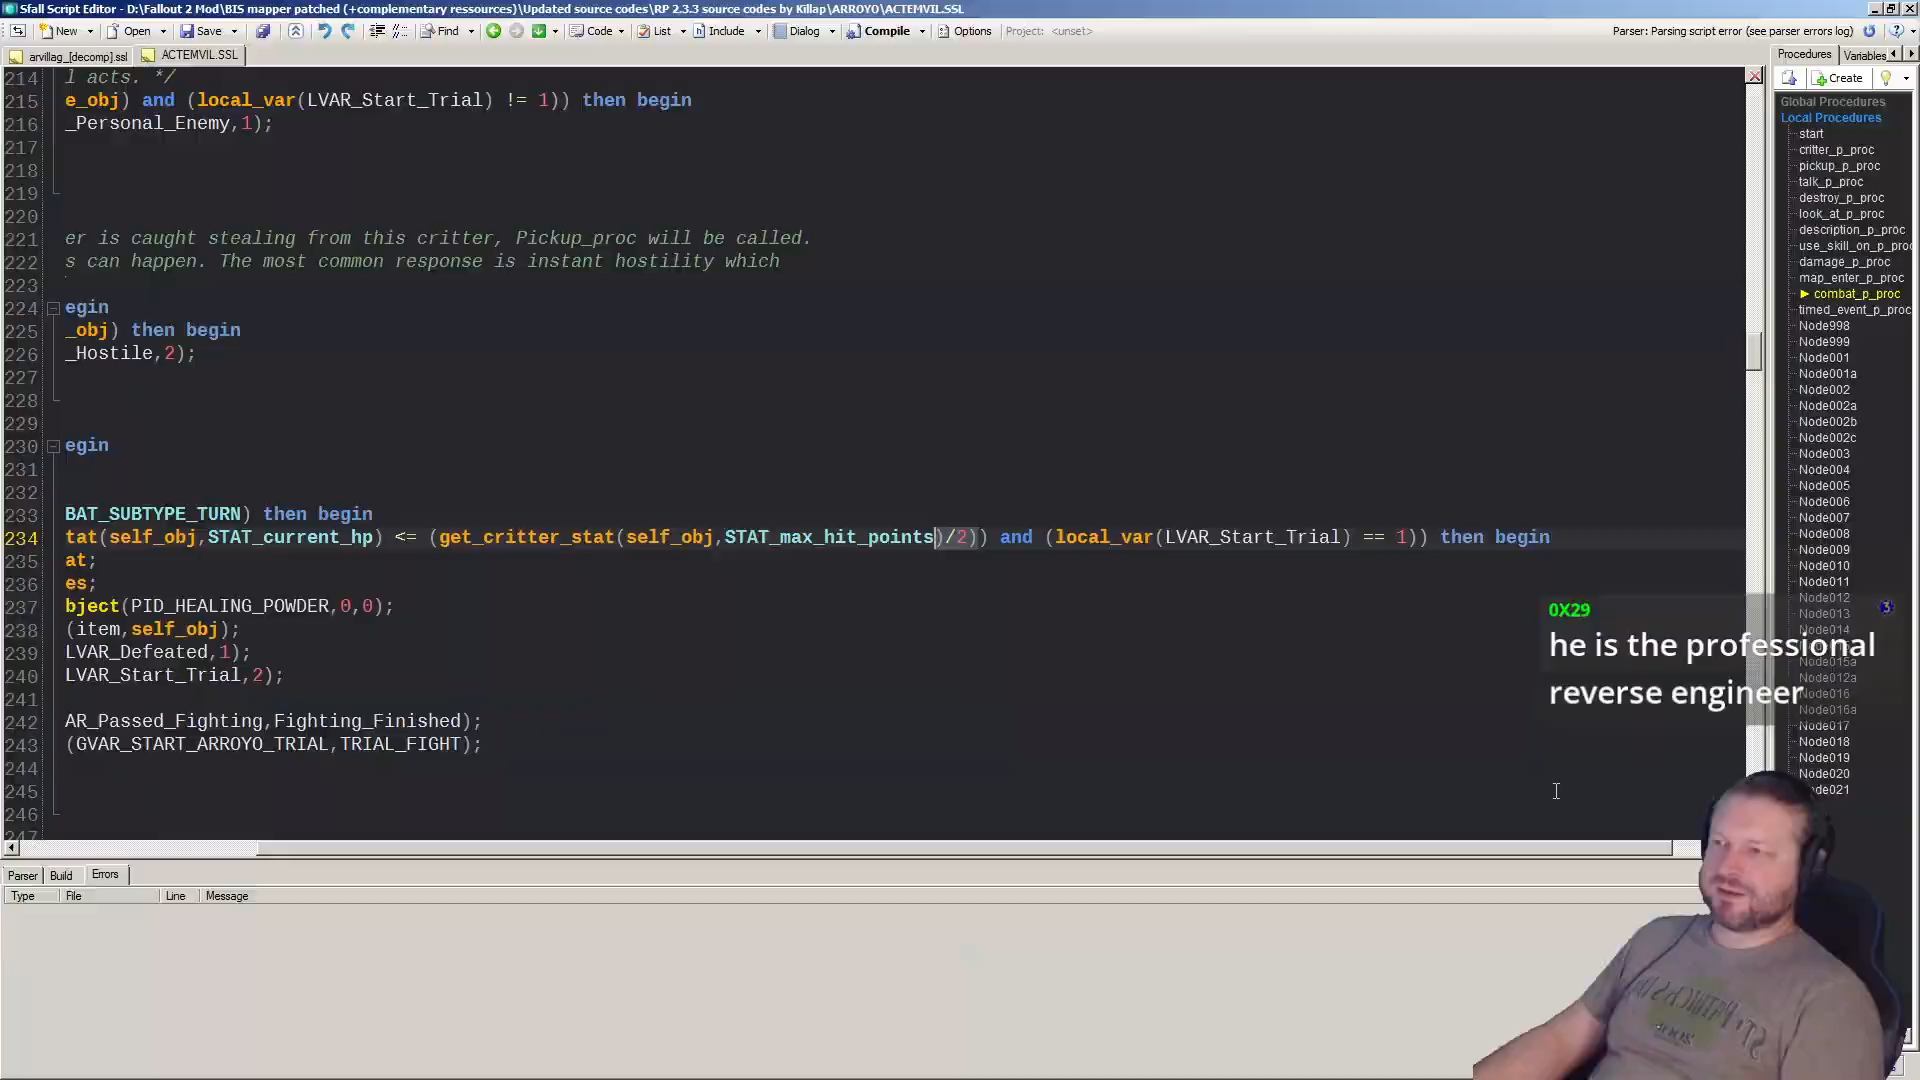 Sfall Script Editor - D:\Fallout 2 Mod\BIS mapper patched (+complementary ressources)\Updated source codes\RP 2.3.3 source codes by Killap\ARROYO\ACTEMVIL.SSL
New Open Save Find Code List Include Dialog Compile Options Project: <unset> Parser: Parsing script error (see parser errors log)
arvillag_[decomp].ssl ACTEMVIL.SSL
Procedures Variables
Create
Global Procedures
Local Procedures
start
critter_p_proc
pickup_p_proc
talk_p_proc
destroy_p_proc
look_at_p_proc
description_p_proc
use_skill_on_p_proc
damage_p_proc
map_enter_p_proc
combat_p_proc
timed_event_p_proc
Node998
Node999
Node001
Node001a
Node002
Node002a
Node002b
Node002c
Node003
Node004
Node005
Node006
Node007
Node008
Node009
Node010
Node011
Node012
Node013
Node014
Node015a
Node012a
Node016
Node016a
Node017
Node018
Node019
Node020
ode021
214 l acts. */
215 e_obj) and (local_var(LVAR_Start_Trial) != 1)) then begin
216 _Personal_Enemy,1);
217
218
219
220
221 er is caught stealing from this critter, Pickup_proc will be called.
222 s can happen. The most common response is instant hostility which
223
224 egin
225 _obj) then begin
226 _Hostile,2);
227
228
229
230 egin
231
232
233 BAT_SUBTYPE_TURN) then begin
234 tat(self_obj,STAT_current_hp) <= (get_critter_stat(self_obj,STAT_max_hit_points)/2)) and (local_var(LVAR_Start_Trial) == 1)) then begin
235 at;
236 es;
237 bject(PID_HEALING_POWDER,0,0);
238 (item,self_obj);
239 LVAR_Defeated,1);
240 LVAR_Start_Trial,2);
241
242 AR_Passed_Fighting,Fighting_Finished);
243 (GVAR_START_ARROYO_TRIAL,TRIAL_FIGHT);
244
245
246
247
0X29
3
he is the professional
reverse engineer
Parser Build Errors
Type File Line Message